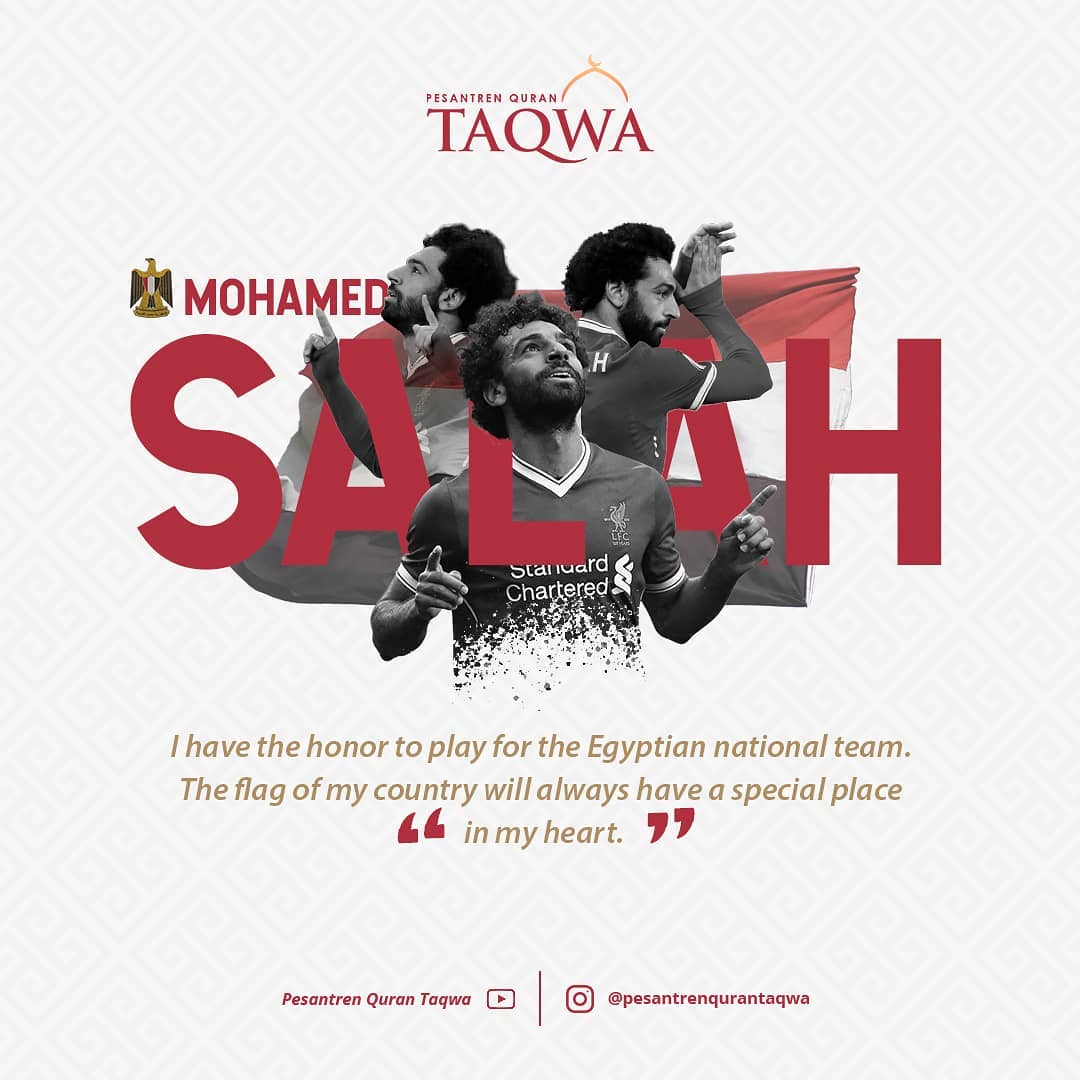 PESANTREN QURAN
TAQWA
MOHAMED
SALAH
H
LFC
Standard
Chartered
I have the honor to play for the Egyptian national team.
The flag of my country will always have a special place
“ in my heart. ”
Pesantren Quran Taqwa
@pesantrenqurantaqwa